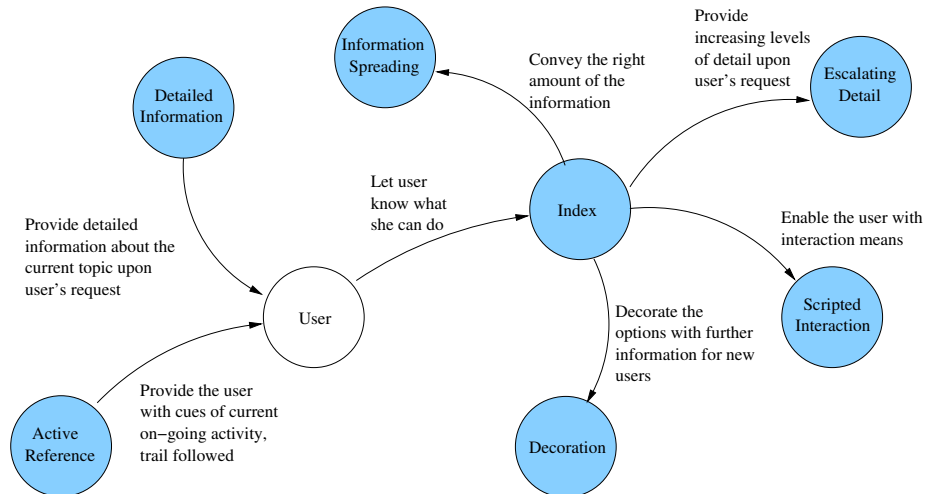 Information
Spreading
Provide
increasing levels
of detail upon
user's request
Convey the right
amount of the
information
Escalating
Detail
Detailed
Information
Let user
know what
she can do
Index
Provide detailed
information about the
current topic upon
user's request
Enable the user with
interaction means
User
Scripted
Interaction
Decorate the
options with further
information for new
users
Provide the user
with cues of current
on−going activity,
trail followed
Active
Reference
Decoration